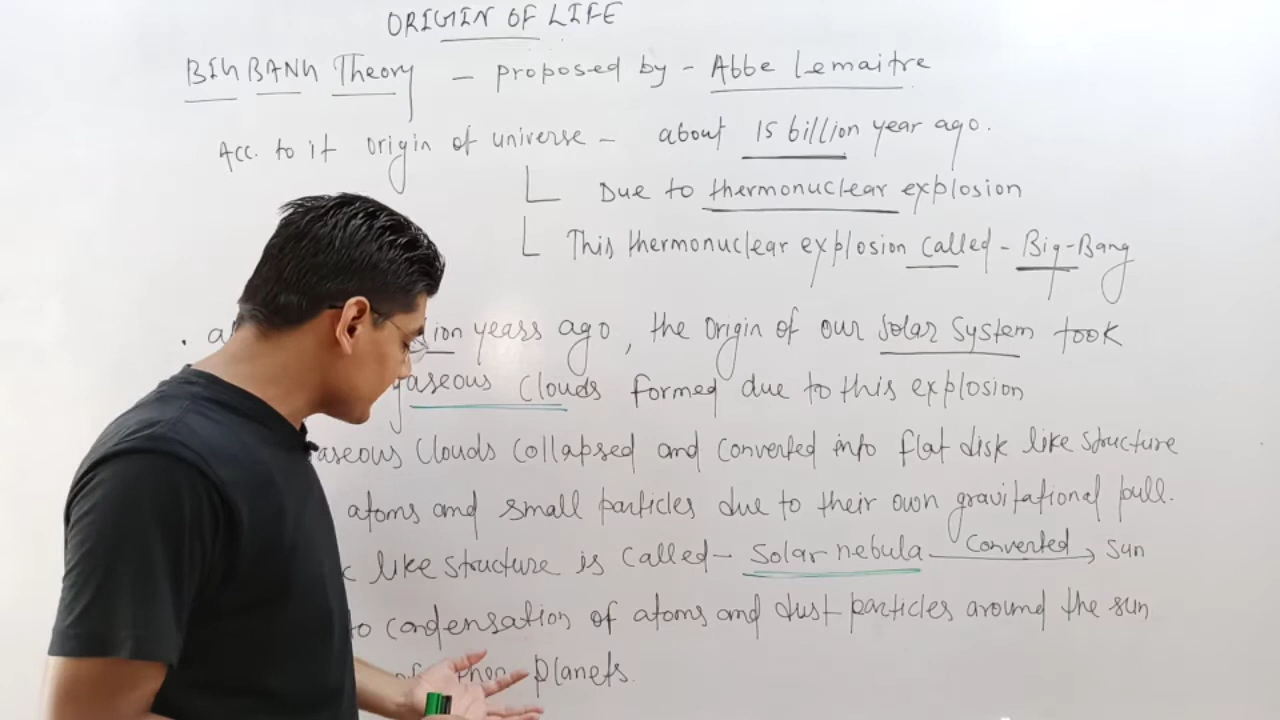 ORIGIN OF LIFE
BIG BANG Theory - proposed by - Abbe Lemaitre
Acc. to it origin of universe - about 15 billion year ago.
Due to thermonuclear explosion
This thermonuclear explosion called - Big-Bang
years ago, the origin of our solar system took
gaseous clouds formed due to this explosion
gaseous clouds collapsed and converted into flat disk like structure
atoms and small particles due to their own gravitational pull.
like structure is called - solar nebula converted sun
to condensation of atoms and dust particles around the sun
planets.